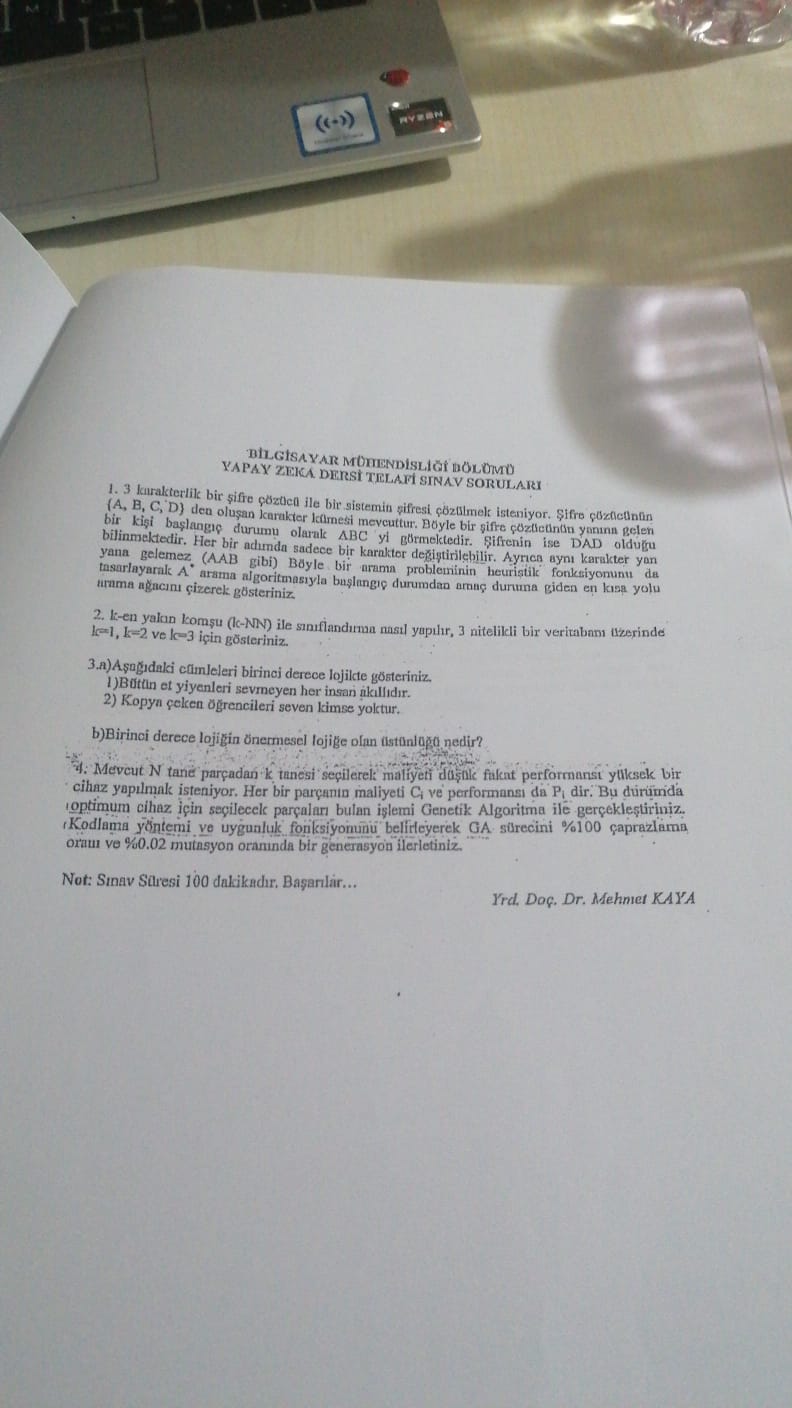 RYZEN
BİLGİSAYAR MÜHENDİSLİĞİ BÖLÜMÜ
YAPAY ZEKA DERSİ TELAFİ SINAV SORULARI
1. 3 karakterlik bir şifre çözücü ile bir sistemin şifresi çözülmek isteniyor. Şifre çözücünün
{A, B, C, D} den oluşan karakter kümesi mevcuttur. Böyle bir şifre çözücünün yanına gelen
bir kişi başlangıç durumu olarak ABC yi görmektedir. Şifrenin ise DAD olduğu
bilinmektedir. Her bir adımda sadece bir karakter değiştirilebilir. Ayrıca aynı karakter yan
yana gelemez (AAB gibi) Böyle bir arama probleminin heuristik fonksiyonunu da
tasarlayarak A* arama algoritmasıyla başlangıç durumdan amaç duruma giden en kısa yolu
arama ağacını çizerek gösteriniz.
2. k-en yakın komşu (k-NN) ile sınıflandırma nasıl yapılır, 3 nitelikli bir veritabanı üzerinde
k=1, k=2 ve k=3 için gösteriniz.
3.a)Aşağıdaki cümleleri birinci derece lojikte gösteriniz.
1)Bütün et yiyenleri sevmeyen her insan akıllıdır.
2) Kopya çeken öğrencileri seven kimse yoktur.
b)Birinci derece lojiğin önermesel lojiğe olan üstünlüğü nedir?
4. Mevcut N tane parçadan k tanesi seçilerek maliyeti düşük fakat performansı yüksek bir
cihaz yapılmak isteniyor. Her bir parçanın maliyeti Ci ve performansı da Pi dir. Bu durumda
optimum cihaz için seçilecek parçaları bulan işlemi Genetik Algoritma ile gerçekleştiriniz.
Kodlama yöntemi ve uygunluk fonksiyonunu belirleyerek GA sürecini %100 çaprazlama
oranı ve %0.02 mutasyon oranında bir generasyon ilerletiniz.
Not: Sınav Süresi 100 dakikadır. Başarılar...
Yrd. Doç. Dr. Mehmet KAYA